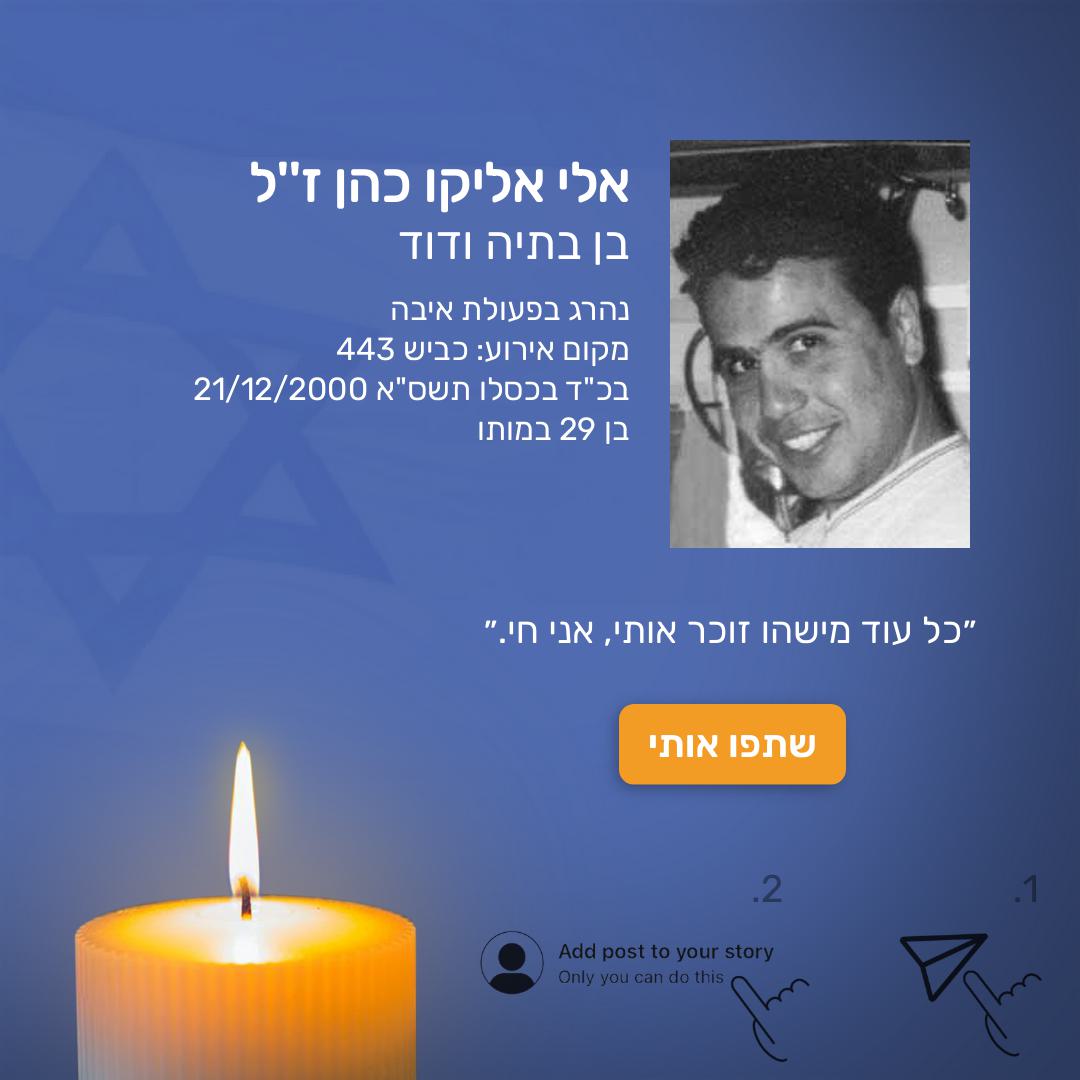 אלי אליקו כהן ז"ל
בן בתיה ודוד
נהרג בפעולת איבה
מקום אירוע: כביש 443
בכ"ד בכסלו תשס"א 21/12/2000
בן 29 במותו
״כל עוד מישהו זוכר אותי, אני חי.״
שתפו אותי
1.
2.
Add post to your story
Only you can do this